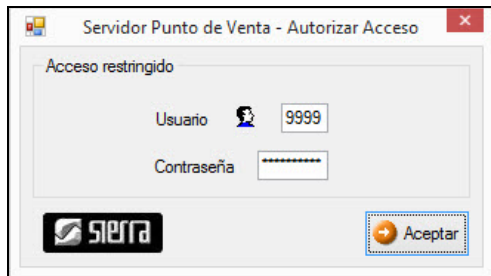 Servidor Punto de Venta - Autorizar Acceso
Acceso restringido
Usuario 9999
Contraseña **********
sierra Aceptar